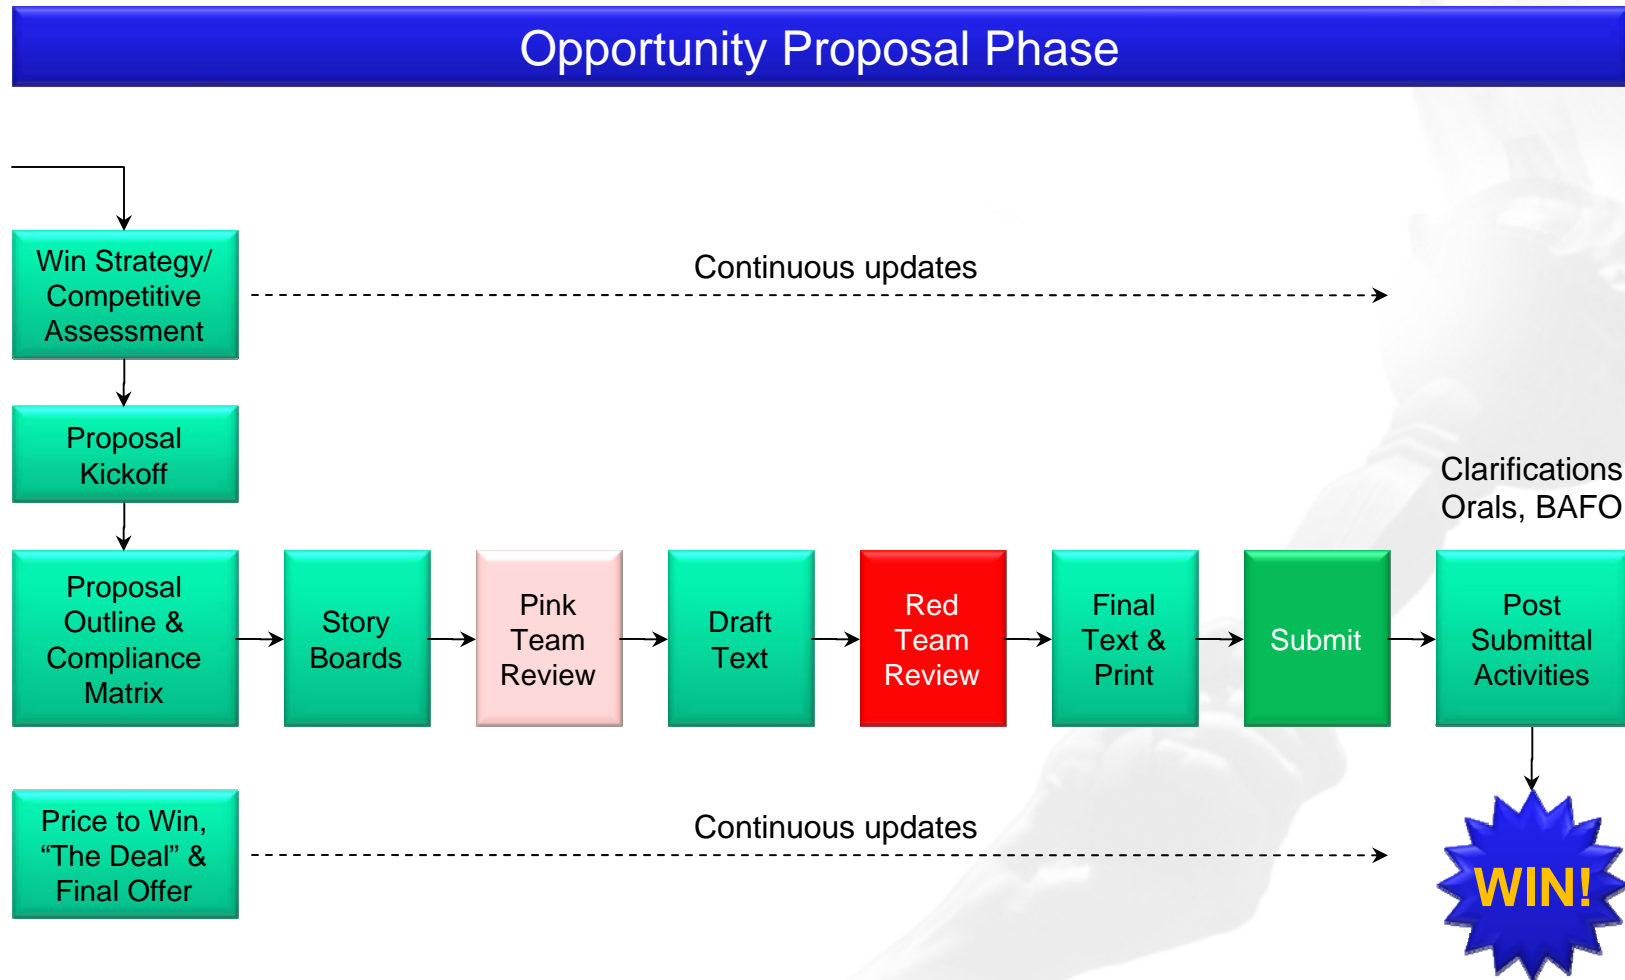 Opportunity Proposal Phase
Win Strategy/
Competitive
Assessment
Continuous updates
Proposal
Kickoff
Clarifications
Orals, BAFO
Proposal
Outline &
Compliance
Matrix
Story
Boards
Pink
Team
Review
Draft
Text
Red
Team
Review
Final
Text &
Print
Submit
Post
Submittal
Activities
Price to Win,
“The Deal” &
Final Offer
Continuous updates
WIN!